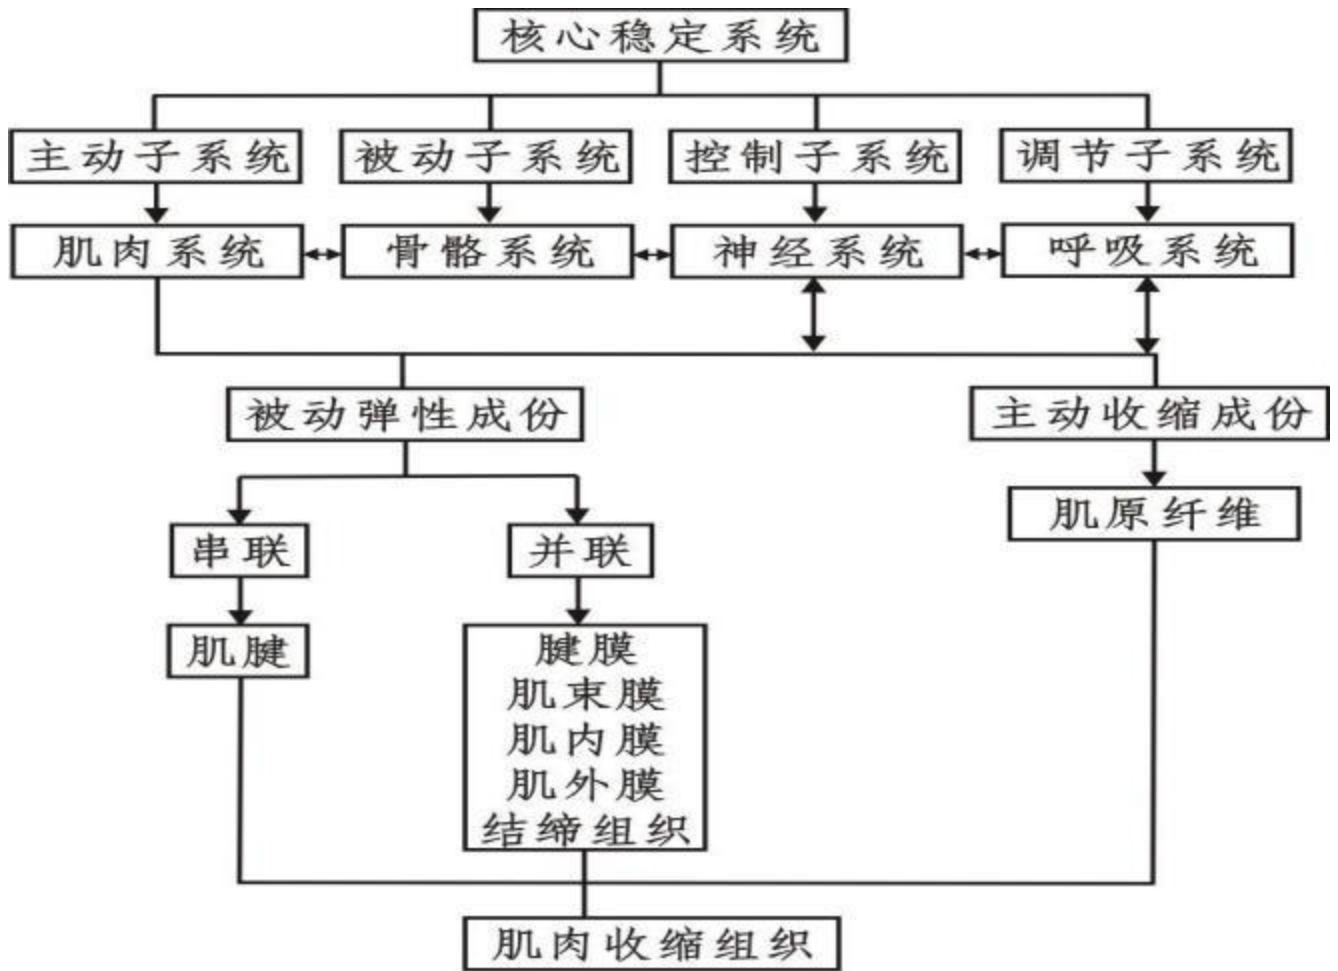 核心稳定系统
主动子系统
被动子系统
控制子系统
调节子系统
肌肉系统
骨骼系统
神经系统
呼吸系统
被动弹性成份
主动收缩成份
肌原纤维
串联
并联
肌腱
腱膜
肌束膜
肌内膜
肌外膜
结缔组织
肌肉收缩组织